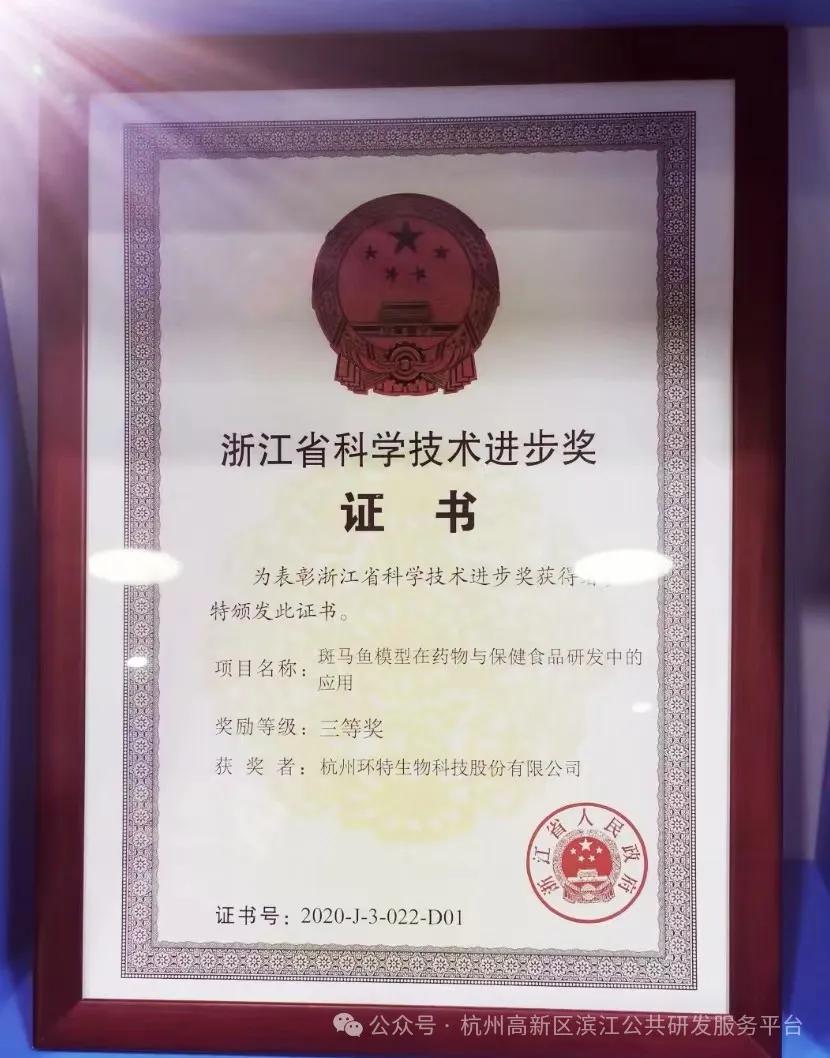 浙江省科学技术进步奖
证 书
为表彰浙江省科学技术进步奖获得
特颁发此证书。
项目名称：斑马鱼模型在药物与保健食品研发中的
应用
奖励等级：三等奖
获 奖 者：杭州环特生物科技股份有限公司
浙江省人民政府
证书号：2020-J-3-022-D01
公众号·杭州高新区滨江公共研发服务平台